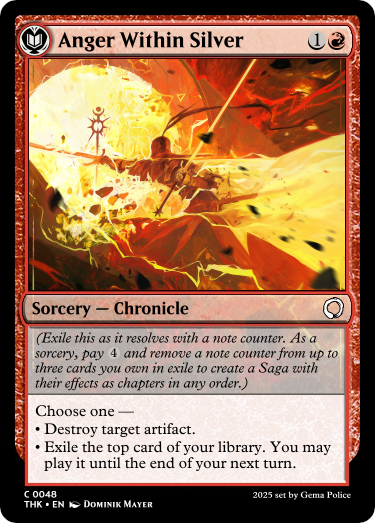 Anger Within Silver 1
Sorcery — Chronicle
(Exile this as it resolves with a note counter. As a
sorcery, pay 4 and remove a note counter from up to
three cards you own in exile to create a Saga with
their effects as chapters in any order.)
Choose one —
• Destroy target artifact.
• Exile the top card of your library. You may
play it until the end of your next turn.
C 0048
THK • EN Dominik Mayer
2025 set by Gema Police